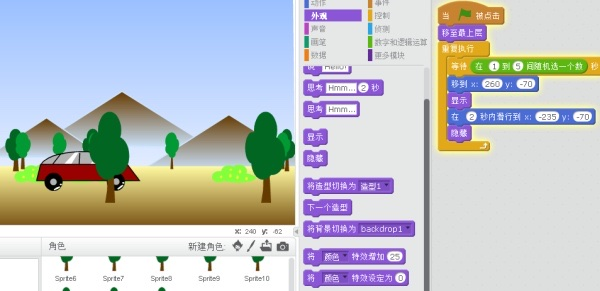 动作
事件
外观
控制
声音
侦测
画笔
数字和逻辑运算
数据
更多模块
说 Hello!
思考 Hmm... 2 秒
思考 Hmm...
显示
隐藏
将造型切换为 造型1
下一个造型
将背景切换为 backdrop1
将 颜色 特效增加 25
将 颜色 特效设定为 0
当 被点击
移至最上层
重复执行
等待 在 1 到 5 间随机选一个数 秒
移到 x: 260 y: -70
显示
在 2 秒内滑行到 x: -235 y: -70
隐藏
x: 240 y: -62
角色
新建角色:
Sprite6 Sprite7 Sprite8 Sprite9 Sprite10